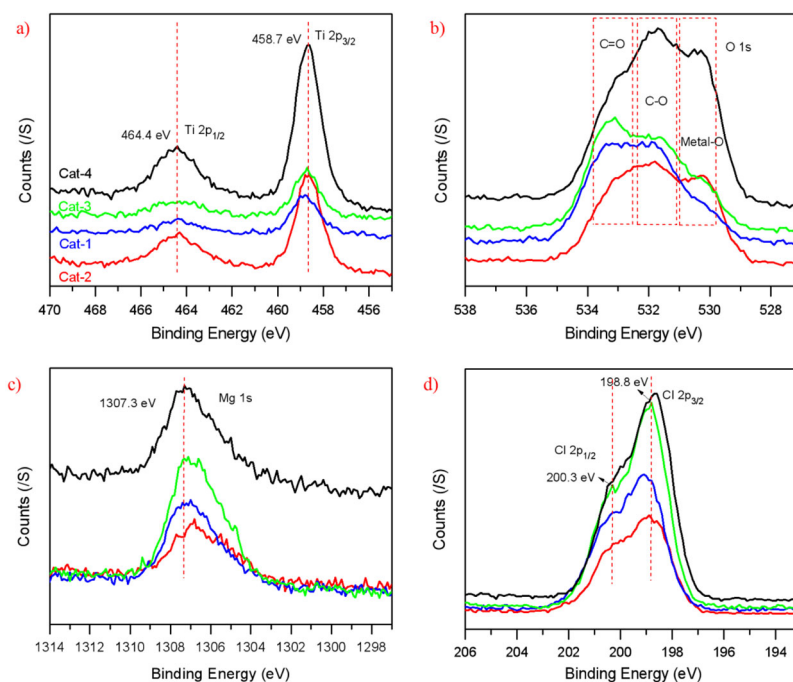 a)
458.7 eV
Ti 2p3/2
464.4 eV
Ti 2p1/2
Cat-4
Cat-3
Cat-1
Cat-2
Counts (/S)
470 468 466 464 462 460 458 456
Binding Energy (eV)
b)
C=O
O 1s
C-O
Metal-O
Counts (/S)
538 536 534 532 530 528
Binding Energy (eV)
c)
1307.3 eV
Mg 1s
Counts (/S)
1314 1312 1310 1308 1306 1304 1302 1300 1298
Binding Energy (eV)
d)
198.8 eV
Cl 2p3/2
Cl 2p1/2
200.3 eV
Counts (/S)
206 204 202 200 198 196 194
Binding Energy (eV)